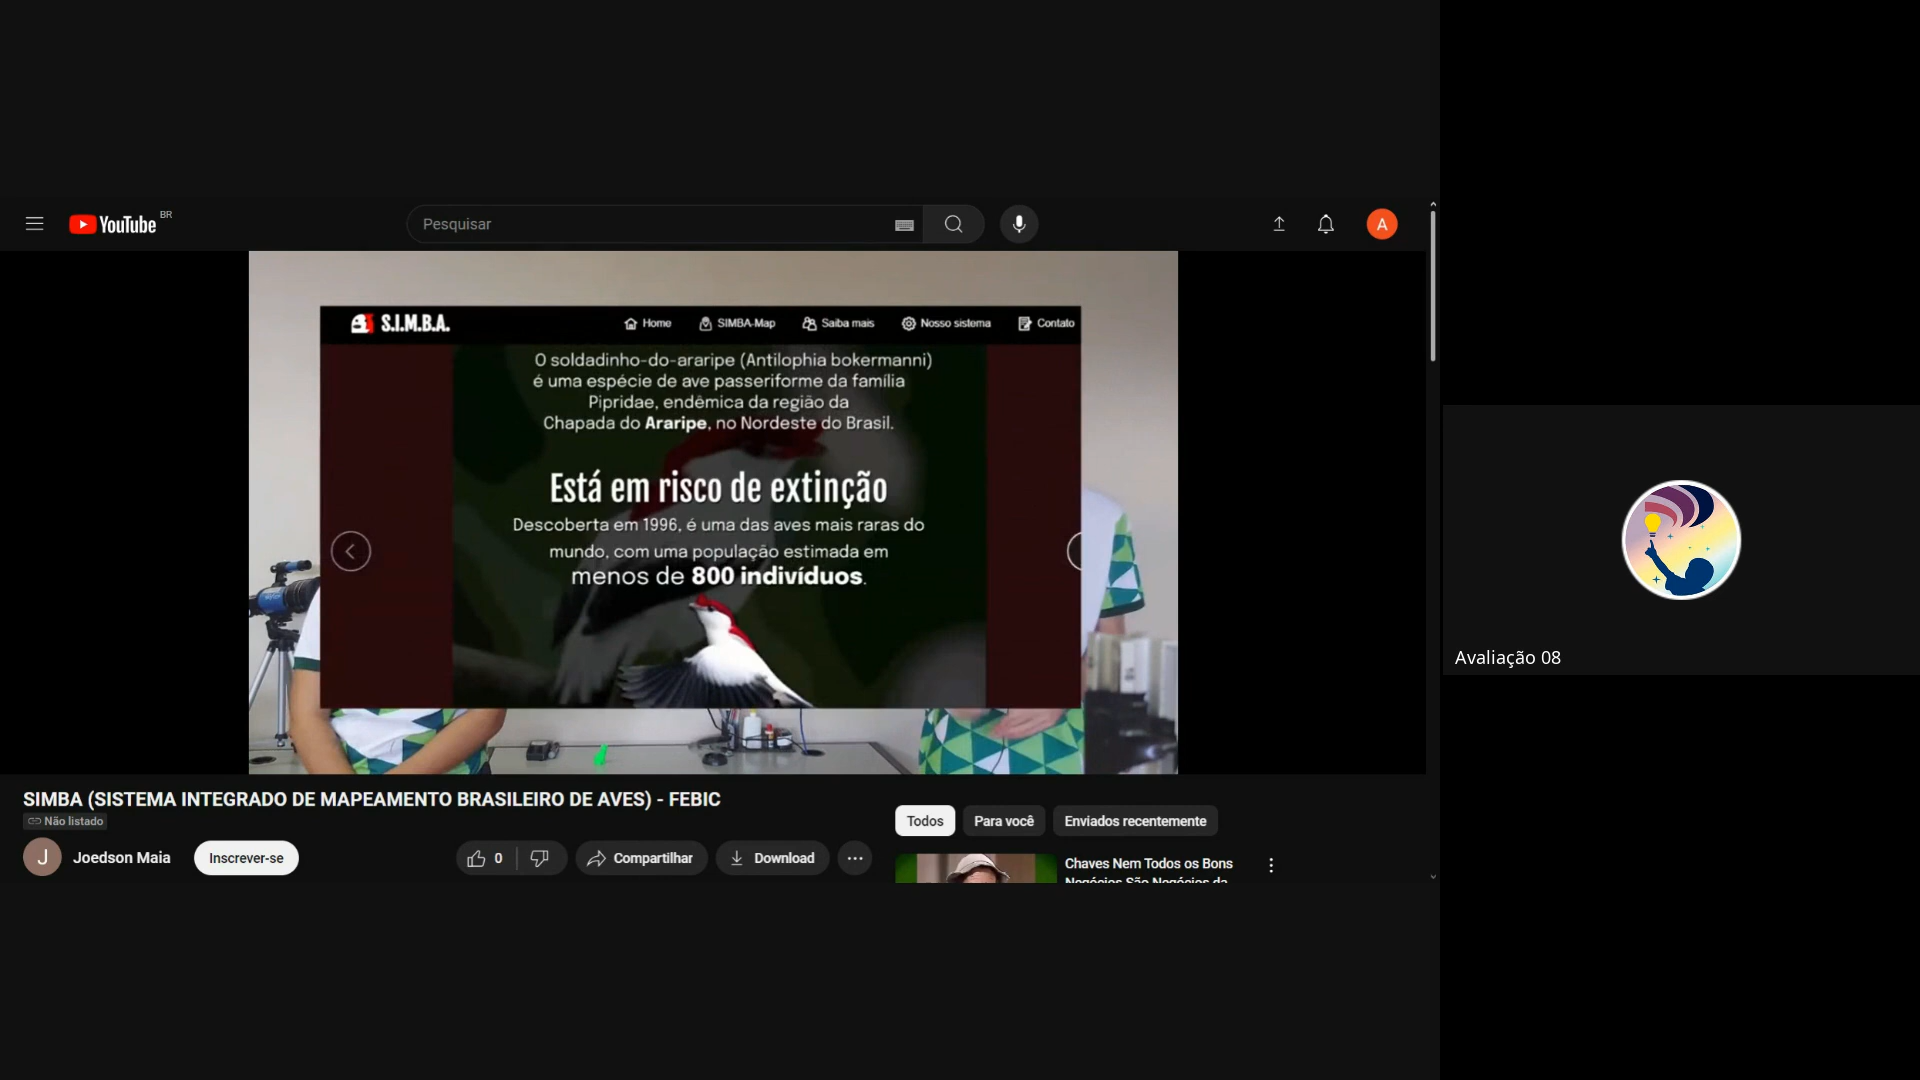 YouTube BR
Pesquisar
A
S.I.M.B.A.
Home
SIMBA-Map
Saiba mais
Nosso sistema
Contato
O soldadinho-do-araripe (Antilophia bokermanni)
é uma espécie de ave passeriforme da família
Pipridae, endêmica da região da
Chapada do Araripe, no Nordeste do Brasil.
Está em risco de extinção
Descoberta em 1996, é uma das aves mais raras do
mundo, com uma população estimada em
menos de 800 indivíduos.
Avaliação 08
SIMBA (SISTEMA INTEGRADO DE MAPEAMENTO BRASILEIRO DE AVES) - FEBIC
Não listado
J
Joedson Maia
Inscrever-se
0
Compartilhar
Download
Todos
Para você
Enviados recentemente
Chaves Nem Todos os Bons
Negócios São Negócios da